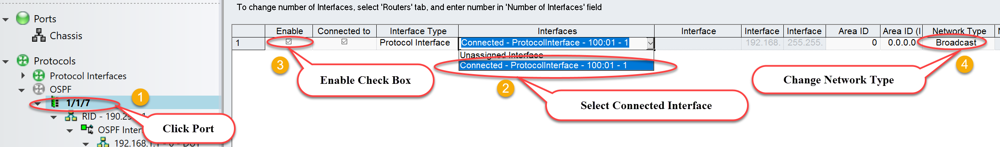 To change number of Interfaces, select 'Routers' tab, and enter number in 'Number of Interfaces' field
Ports
Chassis
Protocols
Protocol Interfaces
OSPF
1/1/7
RID - 190.2
OSPF Inter
192.168.1.1 - 0 - DUT
Enable Connected to Interface Type Interfaces Interface Interface Interface Area ID Area ID (I Network Type
1 Protocol Interface Connected - ProtocolInterface - 100:01 - 1 192.168. 255.255. 0 0.0.0.0 Broadcast
Unassigned Interface
Connected - ProtocolInterface - 100:01 - 1
1
Click Port
2
Select Connected Interface
3
Enable Check Box
4
Change Network Type